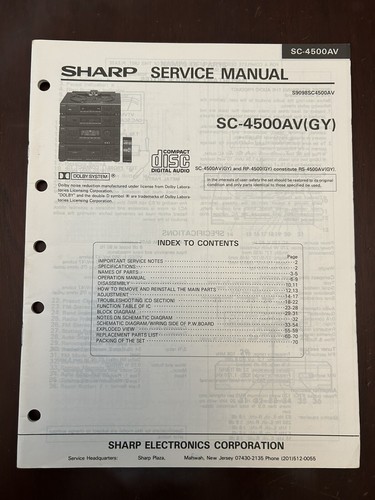 SC-4500AV
SHARP SERVICE MANUAL
S9098SC4500AV
SC-4500AV(GY)
COMPACT
disc
DIGITAL AUDIO
DOLBY SYSTEM ®
SC-4500AV(GY) and RP-4500(GY) constitute RS-4500AV(GY).
Dolby noise reduction manufactured under license from Dolby Labora-
tories Licensing Corporation.
"DOLBY" and the double D symbol are trademarks of Dolby Labora-
tories Licensing Corporation.
In the interests of user-safety the set should be restored to its original
condition and only parts identical to those specified be used.
INDEX TO CONTENTS
Page
IMPORTANT SERVICE NOTES 2
SPECIFICATIONS 2
NAMES OF PARTS 3-5
OPERATION MANUAL 6-9
DISASSEMBLY 10,11
HOW TO REMOVE AND REINSTALL THE MAIN PARTS 12,13
ADJUSTMENT 14-17
TROUBLESHOOTING (CD SECTION) 18-22
FUNCTION TABLE OF IC 23-28
BLOCK DIAGRAM 29-31
NOTES ON SCHEMATIC DIAGRAM 32
SCHEMATIC DIAGRAM/WIRING SIDE OF P.W.BOARD 33-54
EXPLODED VIEW 55-59
REPLACEMENT PARTS LIST 60-70
PACKING OF THE SET 70
SHARP ELECTRONICS CORPORATION
Service Headquarters: Sharp Plaza, Mahwah, New Jersey 07430-2135 Phone (201)512-0055